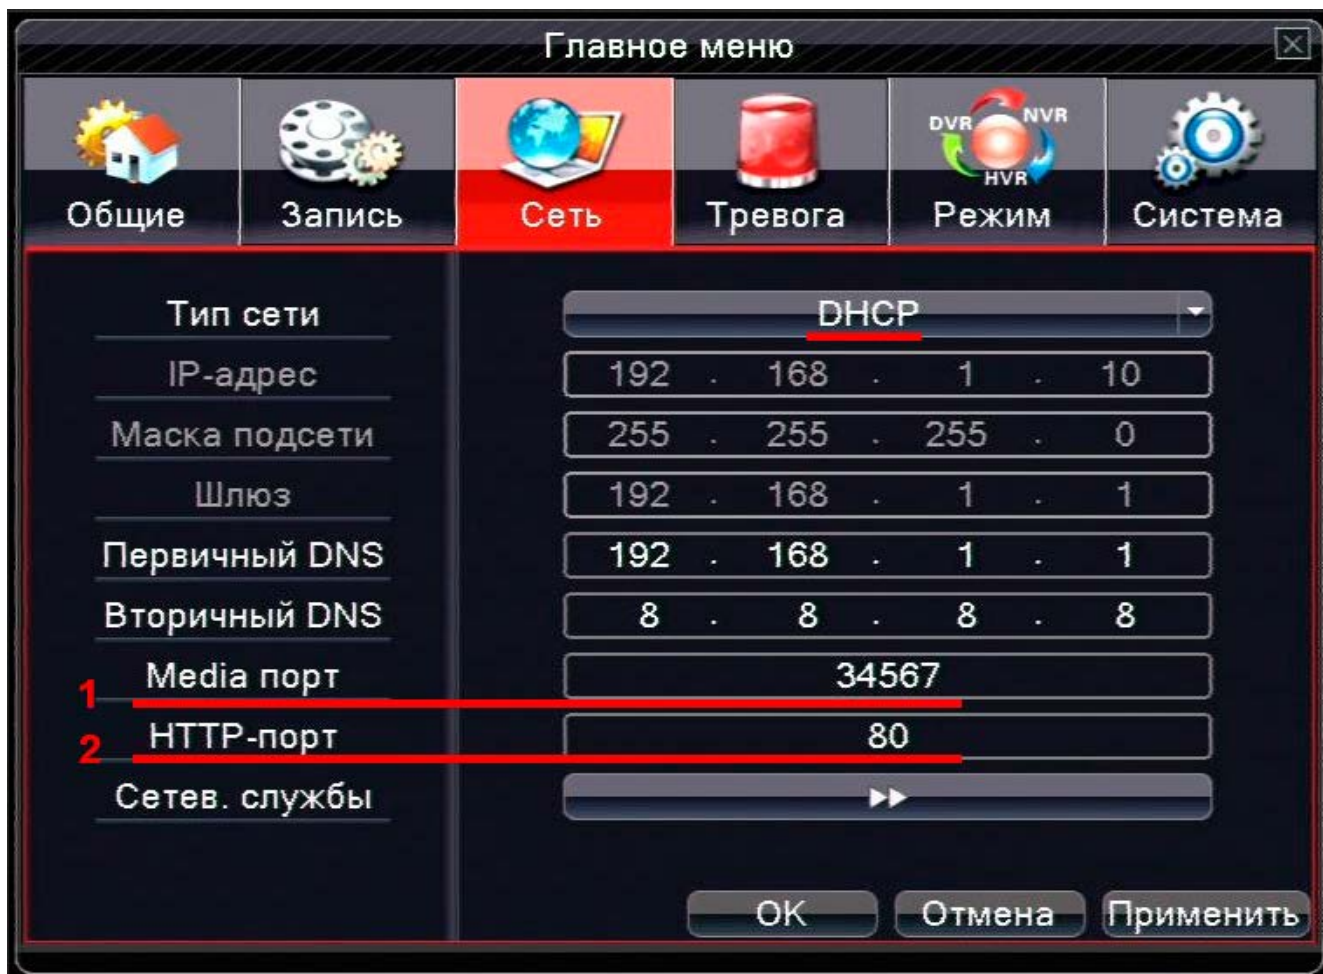 Главное меню
DVR NVR
HVR
Общие Запись Сеть Тревога Режим Система
Тип сети DHCP
IP-адрес 192 . 168 . 1 . 10
Маска подсети 255 . 255 . 255 . 0
Шлюз 192 . 168 . 1 . 1
Первичный DNS 192 . 168 . 1 . 1
Вторичный DNS 8 . 8 . 8 . 8
1 Media порт 34567
2 HTTP-порт 80
Сетев. службы
OK Отмена Применить